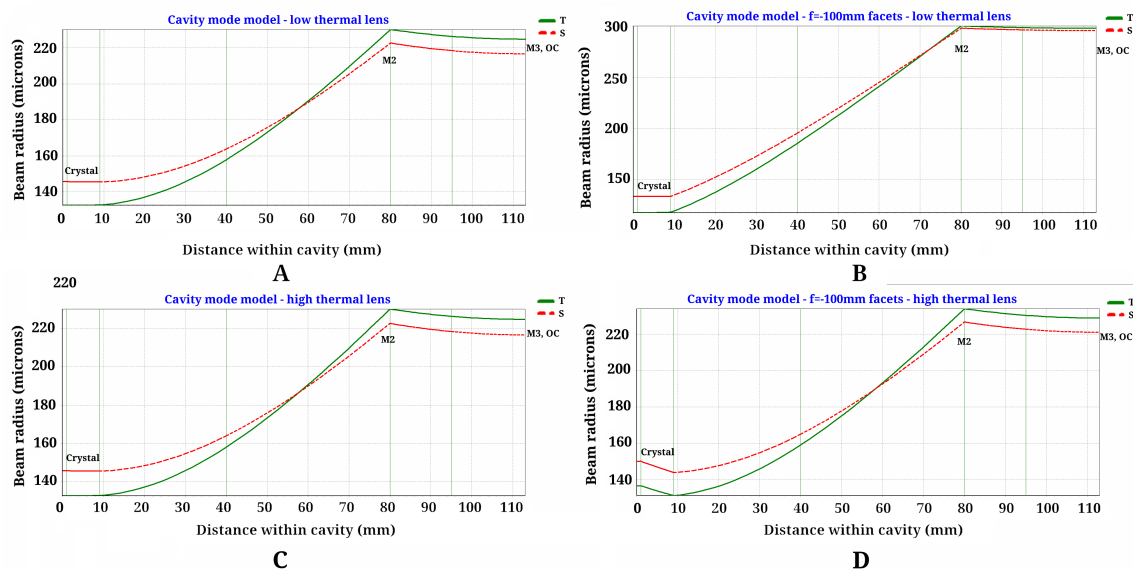 Cavity mode model - low thermal lens
T
S
M3, OC
M2
Crystal
Beam radius (microns)
220
200
180
160
140
0 10 20 30 40 50 60 70 80 90 100 110
Distance within cavity (mm)
A
Cavity mode model - f=-100mm facets - low thermal lens
T
S
M3, OC
M2
Crystal
Beam radius (microns)
300
250
200
150
0 10 20 30 40 50 60 70 80 90 100 110
Distance within cavity (mm)
B
220
Cavity mode model - high thermal lens
T
S
M3, OC
M2
Crystal
Beam radius (microns)
220
200
180
160
140
0 10 20 30 40 50 60 70 80 90 100 110
Distance within cavity (mm)
C
Cavity mode model - f=-100mm facets - high thermal lens
T
S
M3, OC
M2
Crystal
Beam radius (microns)
220
200
180
160
140
0 10 20 30 40 50 60 70 80 90 100 110
Distance within cavity (mm)
D